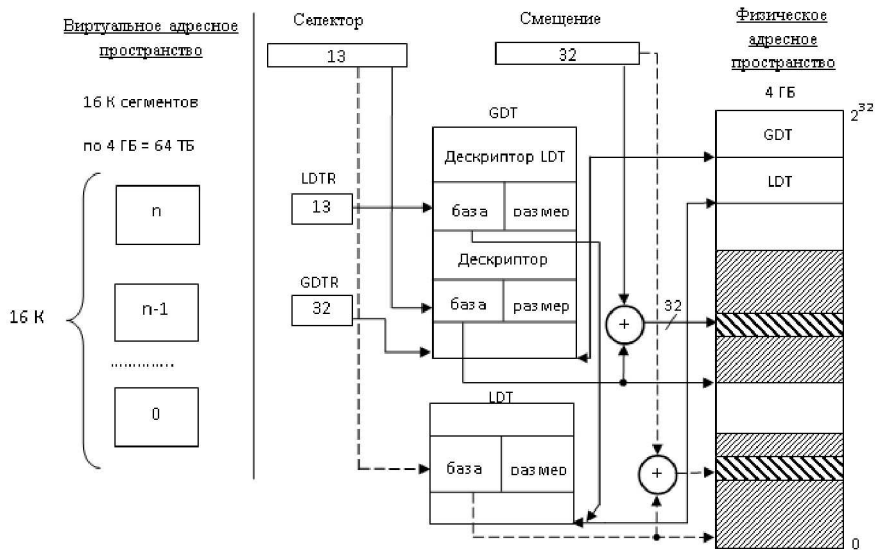 Виртуальное адресное
пространство
16 К сегментов
по 4 ГБ = 64 ТБ
16 К
n
n-1
..............
0
Селектор
13
Смещение
32
GDT
Дескриптор LDT
база
размер
Дескриптор
база
размер
LDTR
13
GDTR
32
LDT
база
размер
+
32
+
Физическое
адресное
пространство
4 ГБ
2^32
GDT
LDT
0